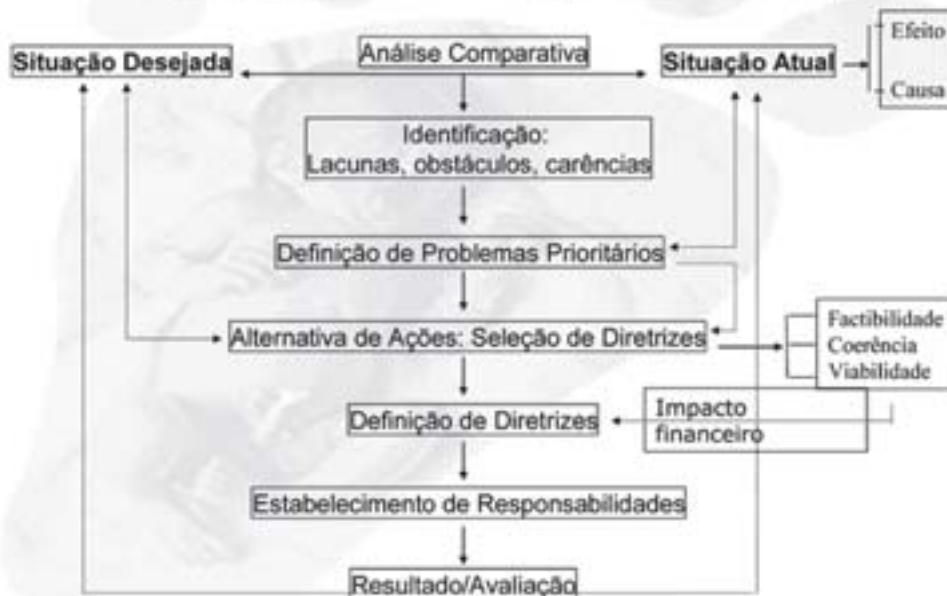 Situação Desejada
Análise Comparativa
Situação Atual
Efeito
Causa
Identificação:
Lacunas, obstáculos, carências
Definição de Problemas Prioritários
Alternativa de Ações: Seleção de Diretrizes
Factibilidade
Coerência
Viabilidade
Definição de Diretrizes
Impacto
financeiro
Estabelecimento de Responsabilidades
Resultado/Avaliação